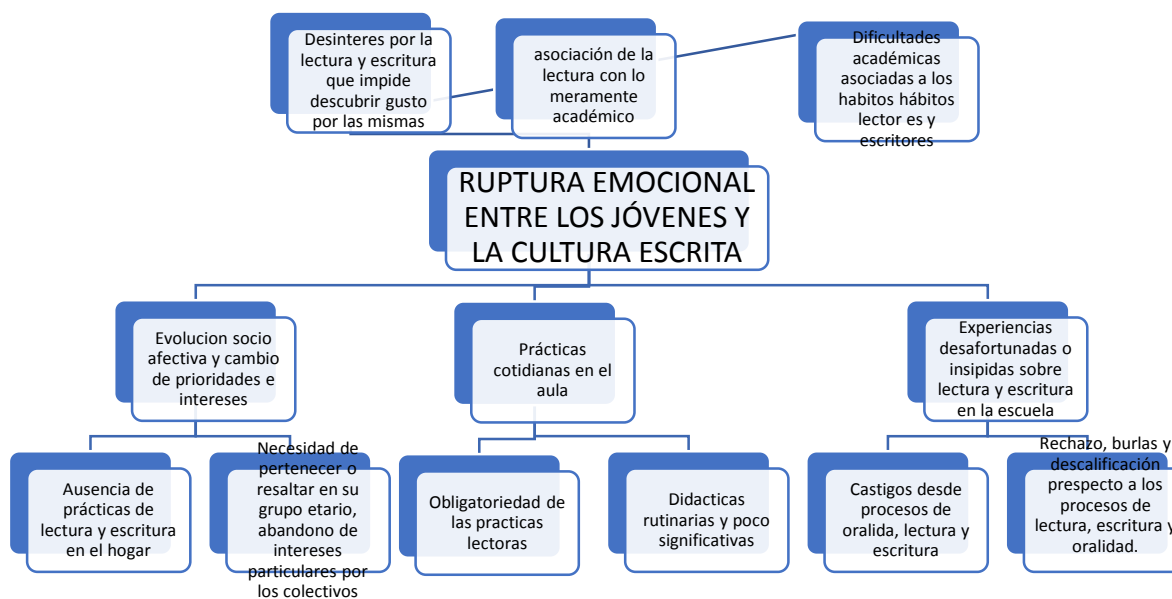 Desinteres por la
lectura y escritura
que impide
descubrir gusto
por las mismas
asociación de la
lectura con lo
meramente
académico
Dificultades
académicas
asociadas a los
habitos hábitos
lector es y
escritores
RUPTURA EMOCIONAL
ENTRE LOS JÓVENES Y
LA CULTURA ESCRITA
Evolucion socio
afectiva y cambio
de prioridades e
intereses
Prácticas
cotidianas en el
aula
Experiencias
desafortunadas o
insipidas sobre
lectura y escritura
en la escuela
Ausencia de
prácticas de
lectura y escritura
en el hogar
Necesidad de
pertenecer o
resaltar en su
grupo etario,
abandono de
intereses
particulares por
los colectivos
Obligatoriedad de
las practicas
lectoras
Didacticas
rutinarias y poco
significativas
Castigos desde
procesos de
oralida, lectura y
escritura
Rechazo, burlas y
descalificación
prespecto a los
procesos de
lectura, escritura y
oralidad.